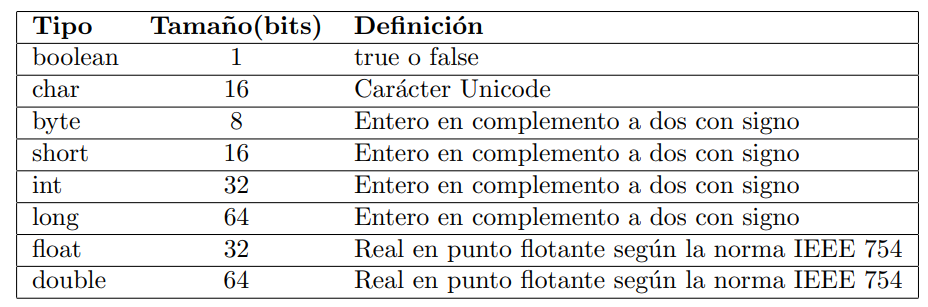 Tipo Tamaño(bits) Definición
boolean 1 true o false
char 16 Carácter Unicode
byte 8 Entero en complemento a dos con signo
short 16 Entero en complemento a dos con signo
int 32 Entero en complemento a dos con signo
long 64 Entero en complemento a dos con signo
float 32 Real en punto flotante según la norma IEEE 754
double 64 Real en punto flotante según la norma IEEE 754